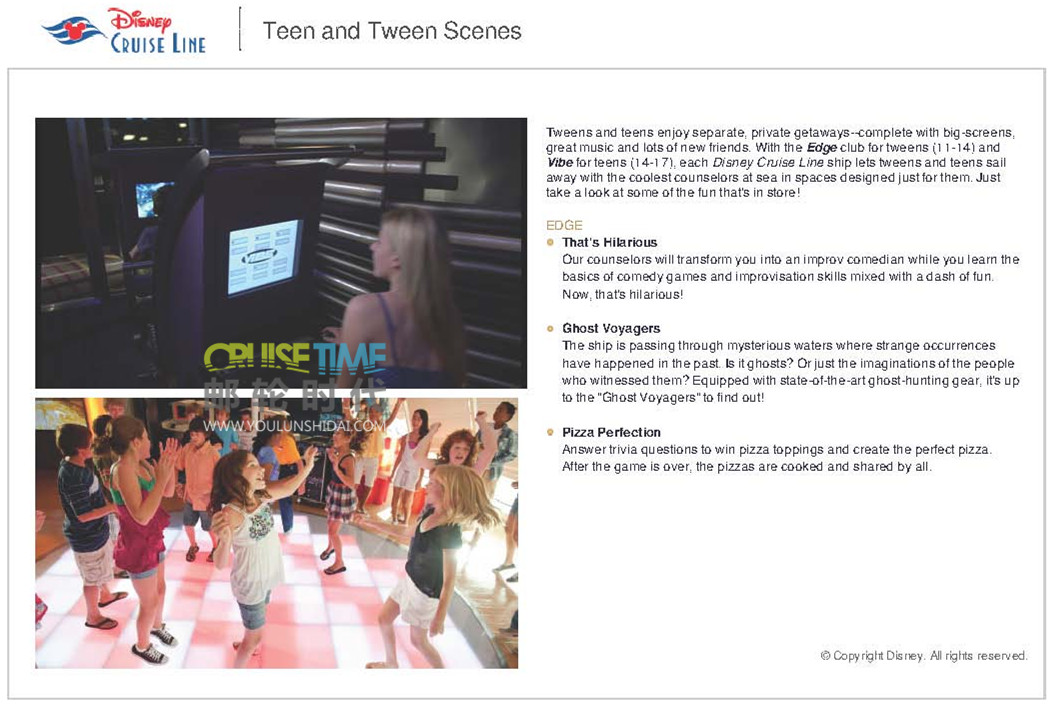 Disney
Cruise Line
Teen and Tween Scenes
Tweens and teens enjoy separate, private getaways--complete with big-screens,
great music and lots of new friends. With the Edge club for tweens (11-14) and
Vibe for teens (14-17), each Disney Cruise Line ship lets tweens and teens sail
away with the coolest counselors at sea in spaces designed just for them. Just
take a look at some of the fun that's in store!
EDGE
That's Hilarious
Our counselors will transform you into an improv comedian while you learn the
basics of comedy games and improvisation skills mixed with a dash of fun.
Now, that's hilarious!
Ghost Voyagers
The ship is passing through mysterious waters where strange occurrences
have happened in the past. Is it ghosts? Or just the imaginations of the people
who witnessed them? Equipped with state-of-the-art ghost-hunting gear, it's up
to the "Ghost Voyagers" to find out!
Pizza Perfection
Answer trivia questions to win pizza toppings and create the perfect pizza.
After the game is over, the pizzas are cooked and shared by all.
CRUISETIME
邮轮时代
WWW.YOULUNSHIDAI.COM
© Copyright Disney. All rights reserved.